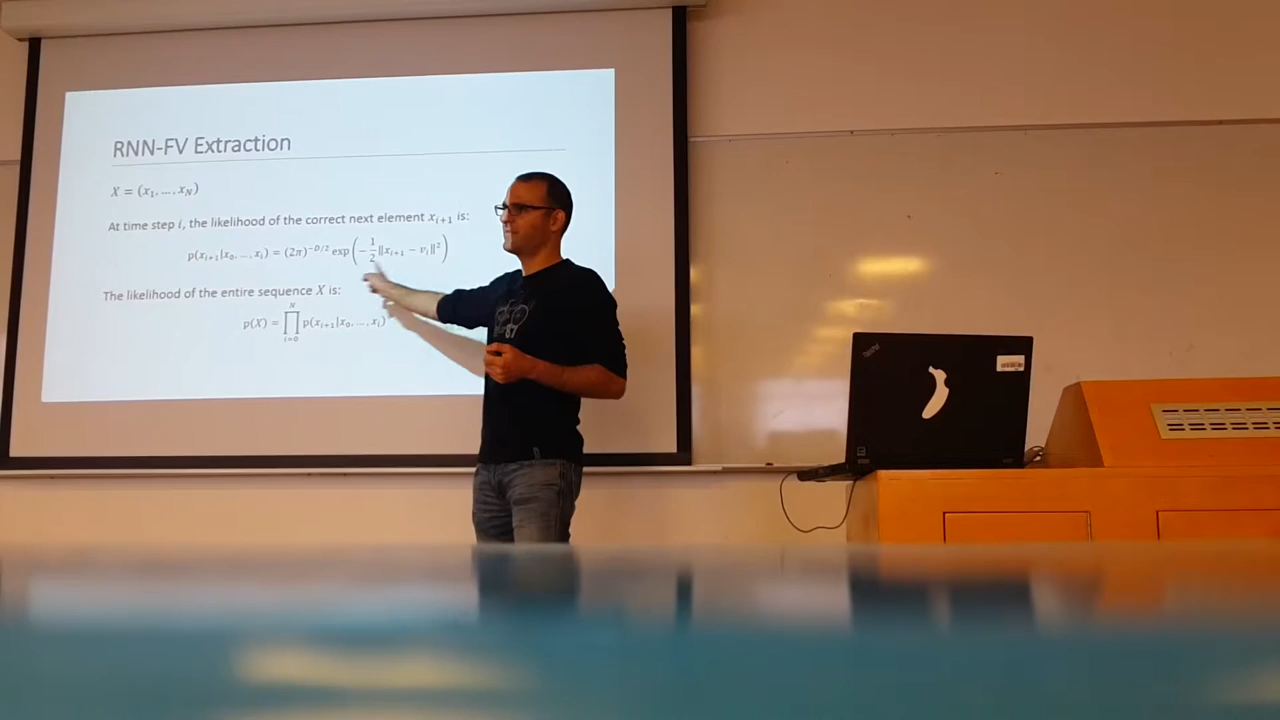 RNN-FV Extraction
X = (x₁, ..., x_N)
At time step i, the likelihood of the correct next element x_{i+1} is:
p(x_{i+1}|x₀, ..., x_i) = (2π)^{-D/2} exp(-1/2 ‖x_{i+1} − v_i‖²)
The likelihood of the entire sequence X is:
p(X) = ∏_{i=0}^{N} p(x_{i+1}|x₀, ..., x_i)
ThinkPad
87